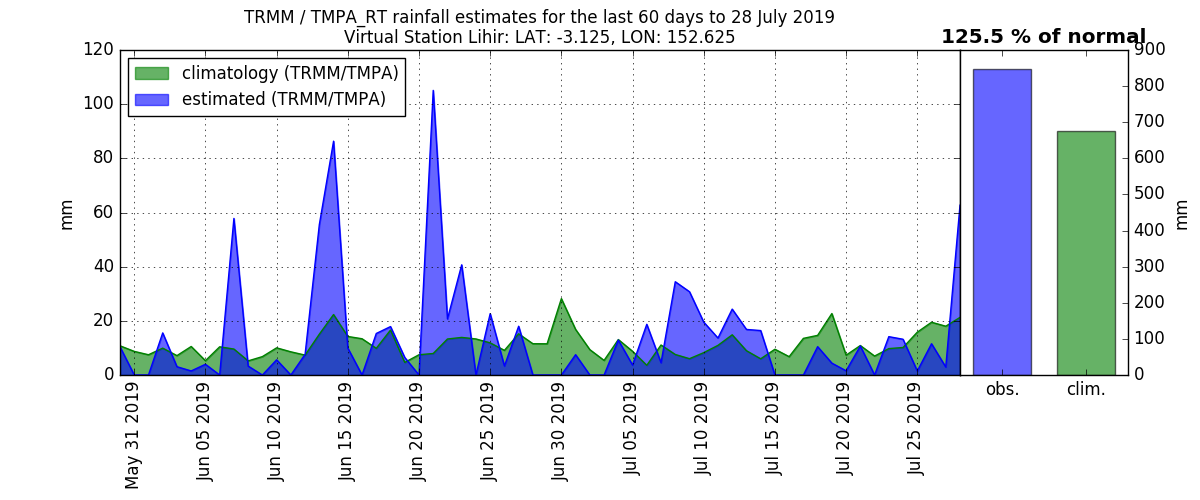 TRMM / TMPA_RT rainfall estimates for the last 60 days to 28 July 2019
Virtual Station Lihir: LAT: -3.125, LON: 152.625
125.5 % of normal
climatology (TRMM/TMPA)
estimated (TRMM/TMPA)
120
100
80
60
40
20
0
mm
May 31 2019
Jun 05 2019
Jun 10 2019
Jun 15 2019
Jun 20 2019
Jun 25 2019
Jun 30 2019
Jul 05 2019
Jul 10 2019
Jul 15 2019
Jul 20 2019
Jul 25 2019
obs.
clim.
900
800
700
600
500
400
300
200
100
0
mm